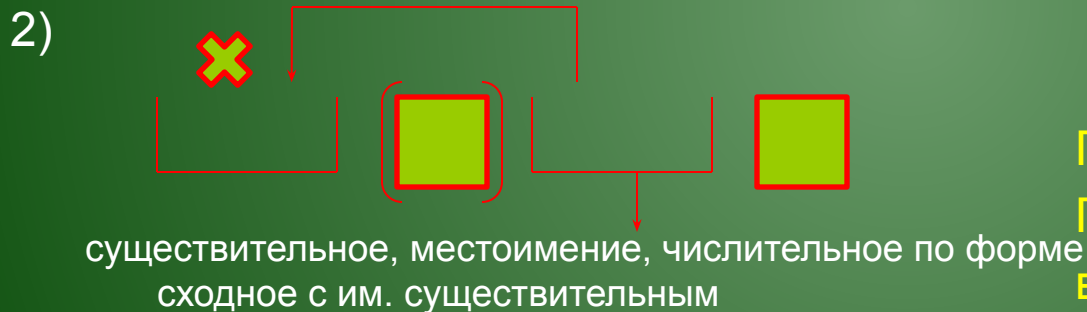 2)
существительное, местоимение, числительное по форме
сходное с им. существительным